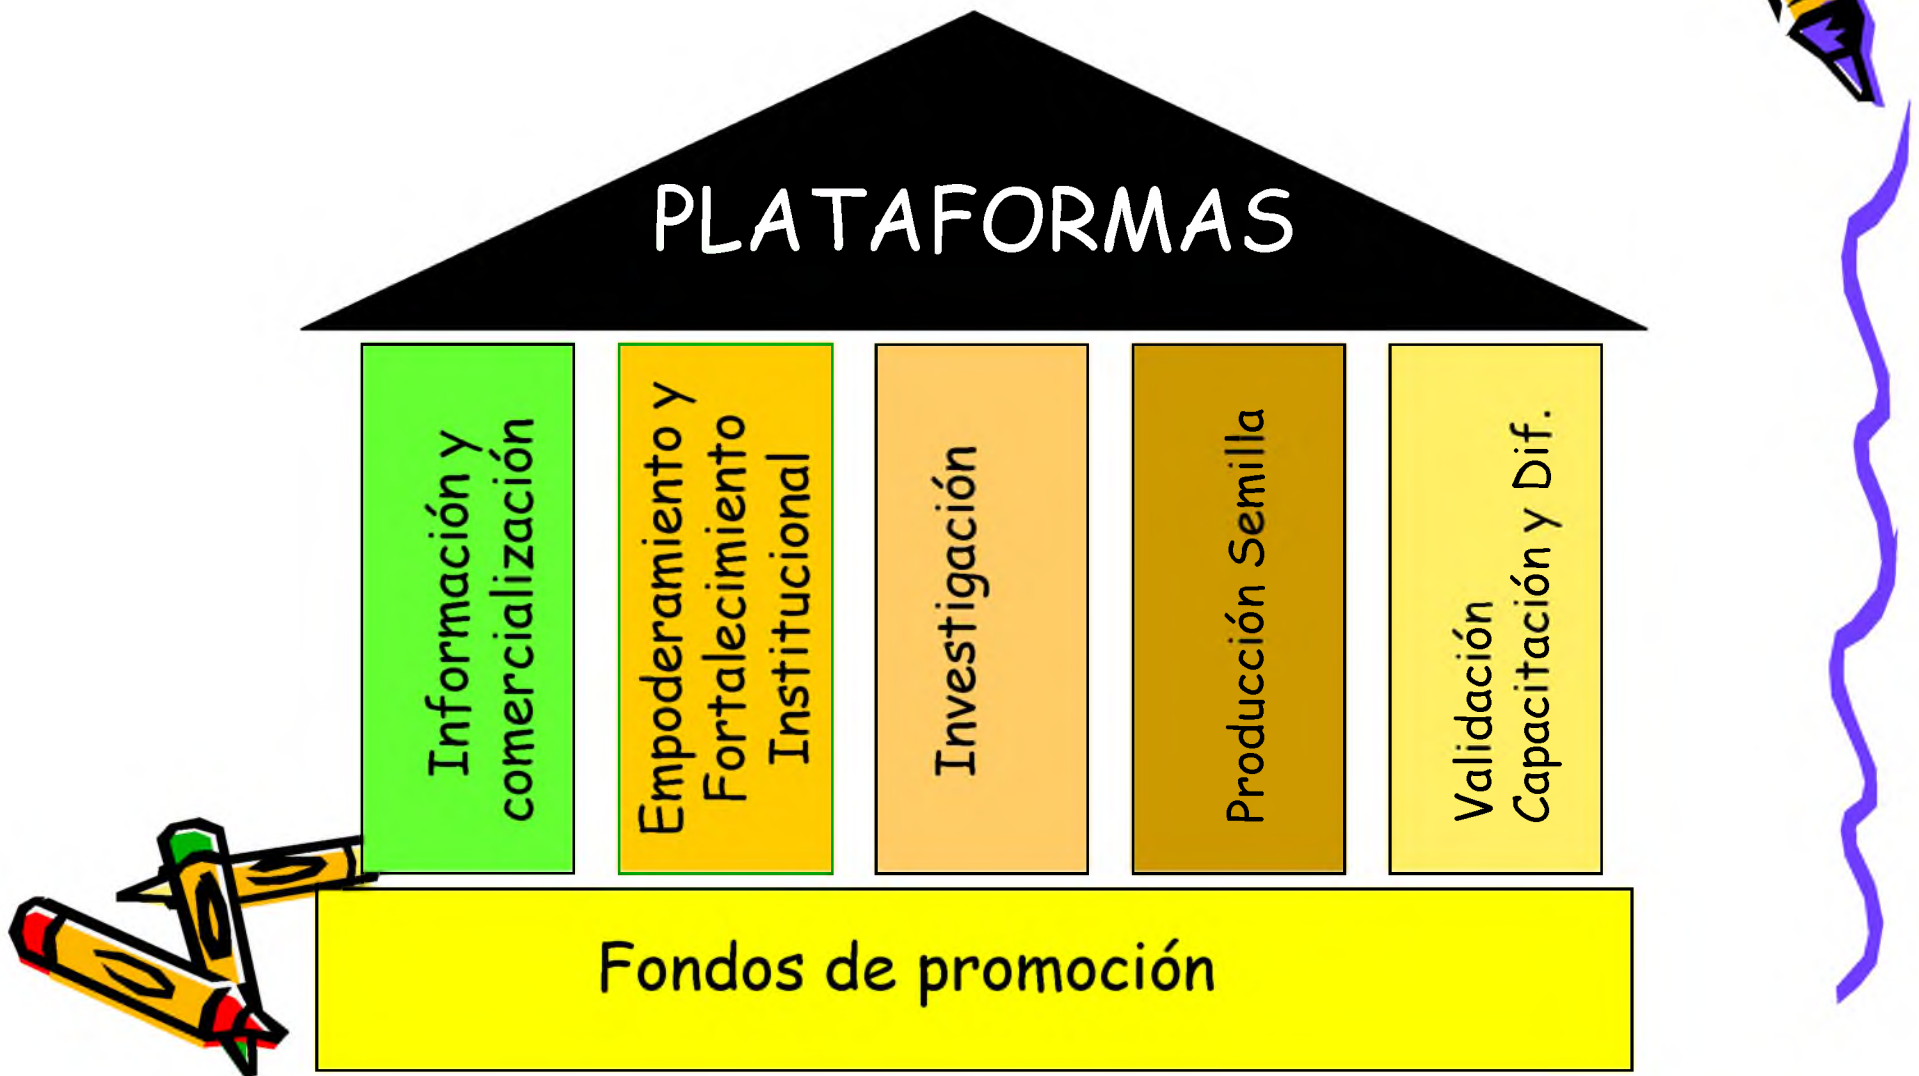 PLATAFORMAS
Información y
comercialización
Empoderamiento y
Fortalecimiento
Institucional
Investigación
Producción Semilla
Validación
Capacitación y Dif.
Fondos de promoción